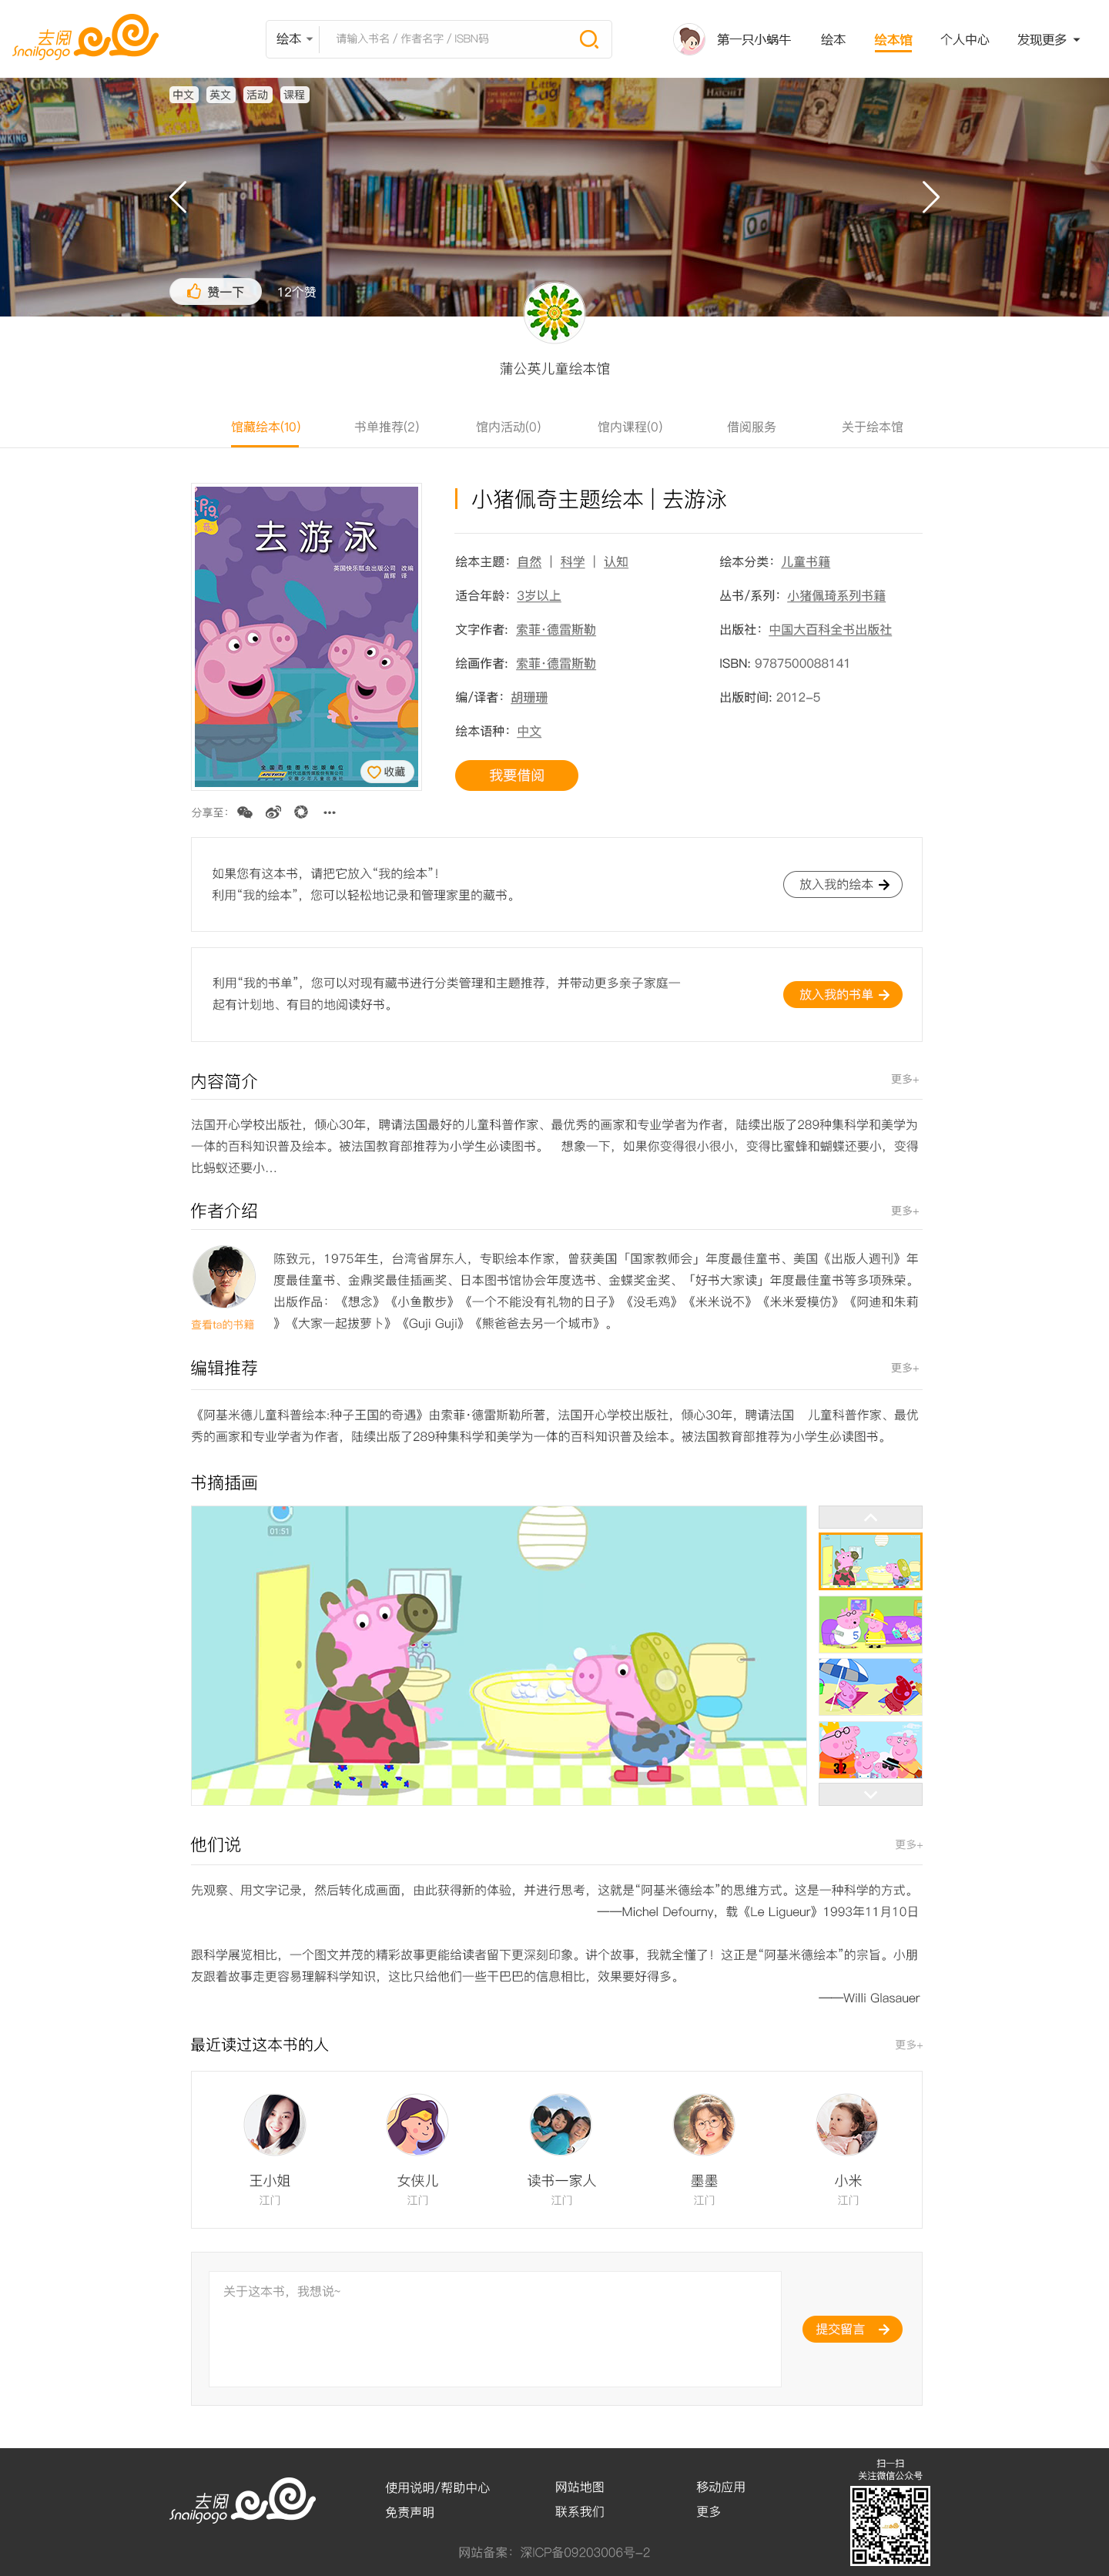 去阅
Snailgogo
绘本
请输入书名 / 作者名字 / ISBN码
第一只小蜗牛
绘本
绘本馆
个人中心
发现更多
中文 英文 活动 课程
赞一下
12个赞
蒲公英儿童绘本馆
馆藏绘本(10)
书单推荐(2)
馆内活动(0)
馆内课程(0)
借阅服务
关于绘本馆
去游泳
英国快乐瓢虫出版公司 改编
苗辉 译
收藏
小猪佩奇主题绘本 | 去游泳
绘本主题： 自然 | 科学 | 认知
绘本分类： 儿童书籍
适合年龄： 3岁以上
丛书/系列： 小猪佩琦系列书籍
文字作者： 索菲·德雷斯勒
出版社： 中国大百科全书出版社
绘画作者： 索菲·德雷斯勒
ISBN: 9787500088141
编/译者： 胡珊珊
出版时间: 2012-5
绘本语种： 中文
我要借阅
分享至：
如果您有这本书，请把它放入“我的绘本”！
利用“我的绘本”，您可以轻松地记录和管理家里的藏书。
放入我的绘本
利用“我的书单”，您可以对现有藏书进行分类管理和主题推荐，并带动更多亲子家庭一
起有计划地、有目的地阅读好书。
放入我的书单
内容简介
更多+
法国开心学校出版社，倾心30年，聘请法国最好的儿童科普作家、最优秀的画家和专业学者为作者，陆续出版了289种集科学和美学为
一体的百科知识普及绘本。被法国教育部推荐为小学生必读图书。 想象一下，如果你变得很小很小，变得比蜜蜂和蝴蝶还要小，变得
比蚂蚁还要小...
作者介绍
更多+
陈致元，1975年生，台湾省屏东人，专职绘本作家，曾获美国「国家教师会」年度最佳童书、美国《出版人週刊》年
度最佳童书、金鼎奖最佳插画奖、日本图书馆协会年度选书、金蝶奖金奖、「好书大家读」年度最佳童书等多项殊荣。
出版作品：《想念》《小鱼散步》《一个不能没有礼物的日子》《没毛鸡》《米米说不》《米米爱模仿》《阿迪和朱莉
》《大家一起拔萝卜》《Guji Guji》《熊爸爸去另一个城市》。
查看ta的书籍
编辑推荐
更多+
《阿基米德儿童科普绘本:种子王国的奇遇》由索菲·德雷斯勒所著，法国开心学校出版社，倾心30年，聘请法国 儿童科普作家、最优
秀的画家和专业学者为作者，陆续出版了289种集科学和美学为一体的百科知识普及绘本。被法国教育部推荐为小学生必读图书。
书摘插画
01:51
他们说
更多+
先观察、用文字记录，然后转化成画面，由此获得新的体验，并进行思考，这就是“阿基米德绘本”的思维方式。这是一种科学的方式。
——Michel Defourny，载《Le Ligueur》1993年11月10日
跟科学展览相比，一个图文并茂的精彩故事更能给读者留下更深刻印象。讲个故事，我就全懂了！这正是“阿基米德绘本”的宗旨。小朋
友跟着故事走更容易理解科学知识，这比只给他们一些干巴巴的信息相比，效果要好得多。
——Willi Glasauer
最近读过这本书的人
更多+
王小姐
女侠儿
读书一家人
墨墨
小米
江门
江门
江门
江门
江门
关于这本书，我想说~
提交留言
去阅
Snailgogo
使用说明/帮助中心
网站地图
移动应用
免责声明
联系我们
更多
扫一扫
关注微信公众号
网站备案：深ICP备09203006号-2